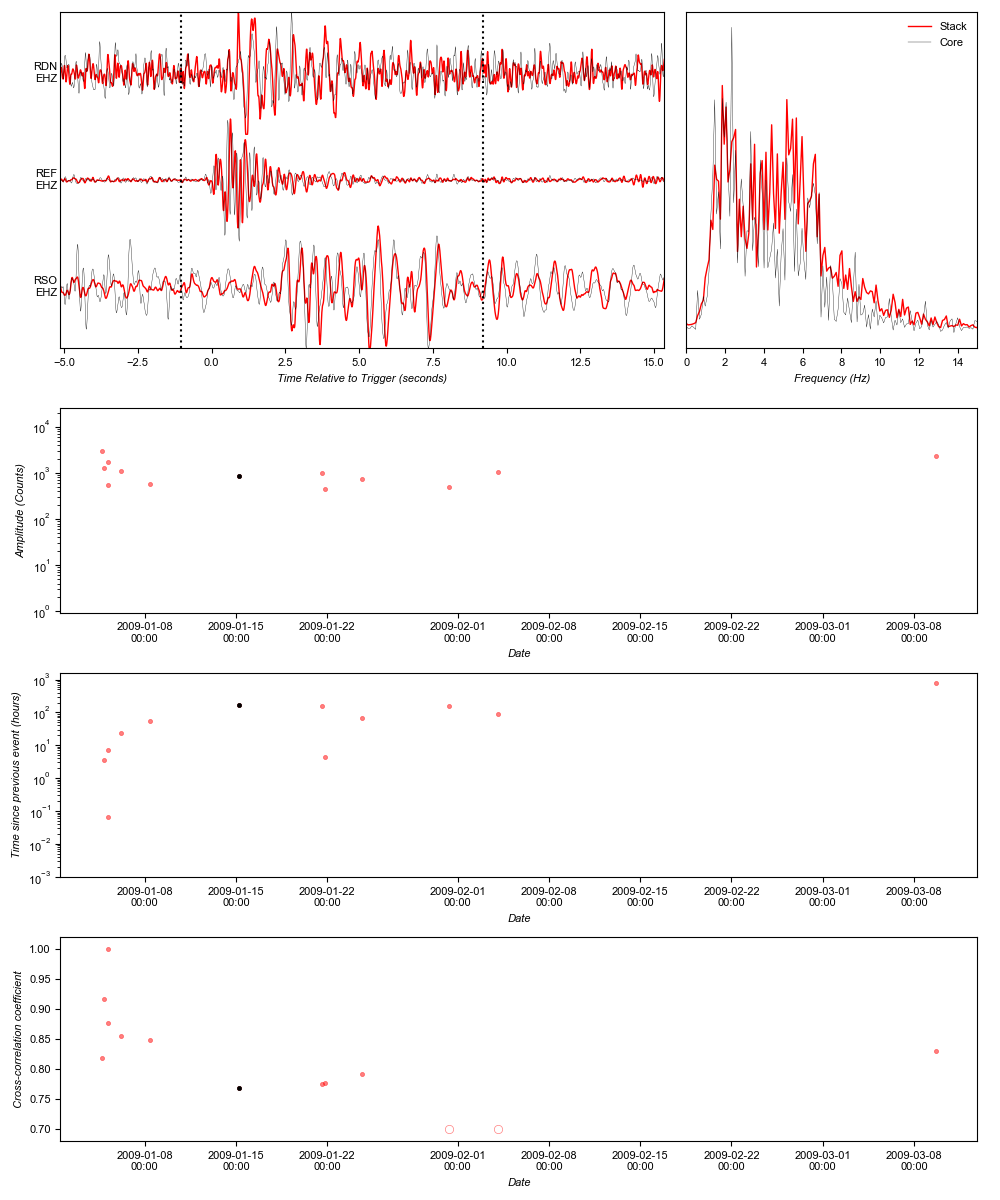 RDN
EHZ
REF
EHZ
RSO
EHZ
−5.0 −2.5 0.0 2.5 5.0 7.5 10.0 12.5 15.0
Time Relative to Trigger (seconds)
Stack
Core
0 2 4 6 8 10 12 14
Frequency (Hz)
10⁴
10³
10²
10¹
10⁰
Amplitude (Counts)
2009-01-08 2009-01-15 2009-01-22 2009-02-01 2009-02-08 2009-02-15 2009-02-22 2009-03-01 2009-03-08
00:00 00:00 00:00 00:00 00:00 00:00 00:00 00:00 00:00
Date
10³
10²
10¹
10⁰
10⁻¹
10⁻²
10⁻³
Time since previous event (hours)
2009-01-08 2009-01-15 2009-01-22 2009-02-01 2009-02-08 2009-02-15 2009-02-22 2009-03-01 2009-03-08
00:00 00:00 00:00 00:00 00:00 00:00 00:00 00:00 00:00
Date
1.00
0.95
0.90
0.85
0.80
0.75
0.70
Cross-correlation coefficient
2009-01-08 2009-01-15 2009-01-22 2009-02-01 2009-02-08 2009-02-15 2009-02-22 2009-03-01 2009-03-08
00:00 00:00 00:00 00:00 00:00 00:00 00:00 00:00 00:00
Date